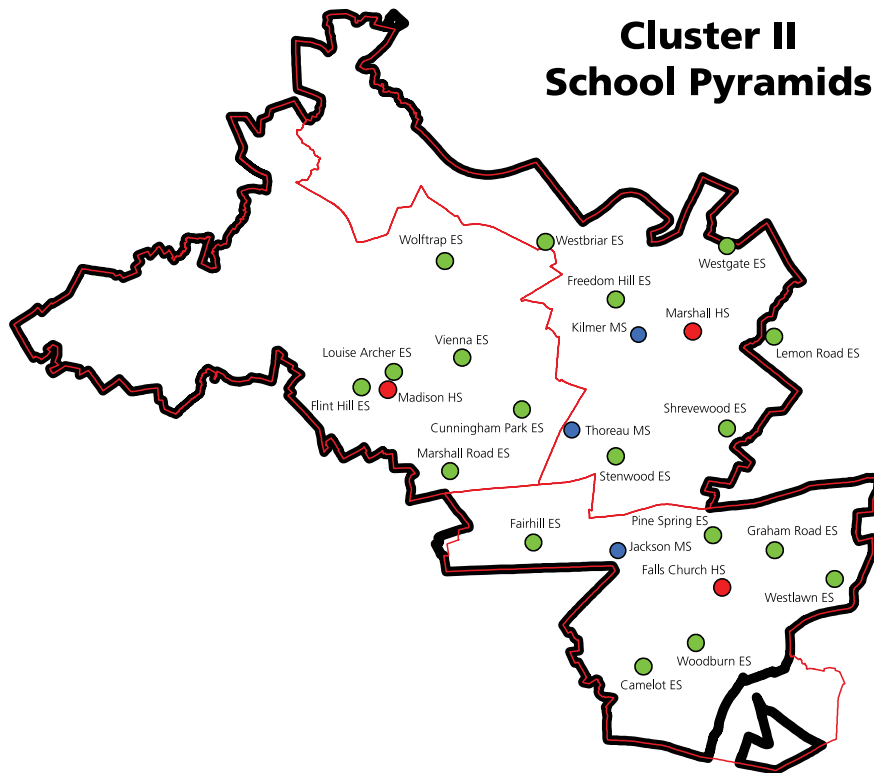 Cluster II
School Pyramids
Wolftrap ES
Westbriar ES
Westgate ES
Freedom Hill ES
Kilmer MS
Marshall HS
Lemon Road ES
Vienna ES
Louise Archer ES
Flint Hill ES
Madison HS
Cunningham Park ES
Thoreau MS
Shrevewood ES
Marshall Road ES
Stenwood ES
Fairhill ES
Pine Spring ES
Graham Road ES
Jackson MS
Falls Church HS
Westlawn ES
Woodburn ES
Camelot ES